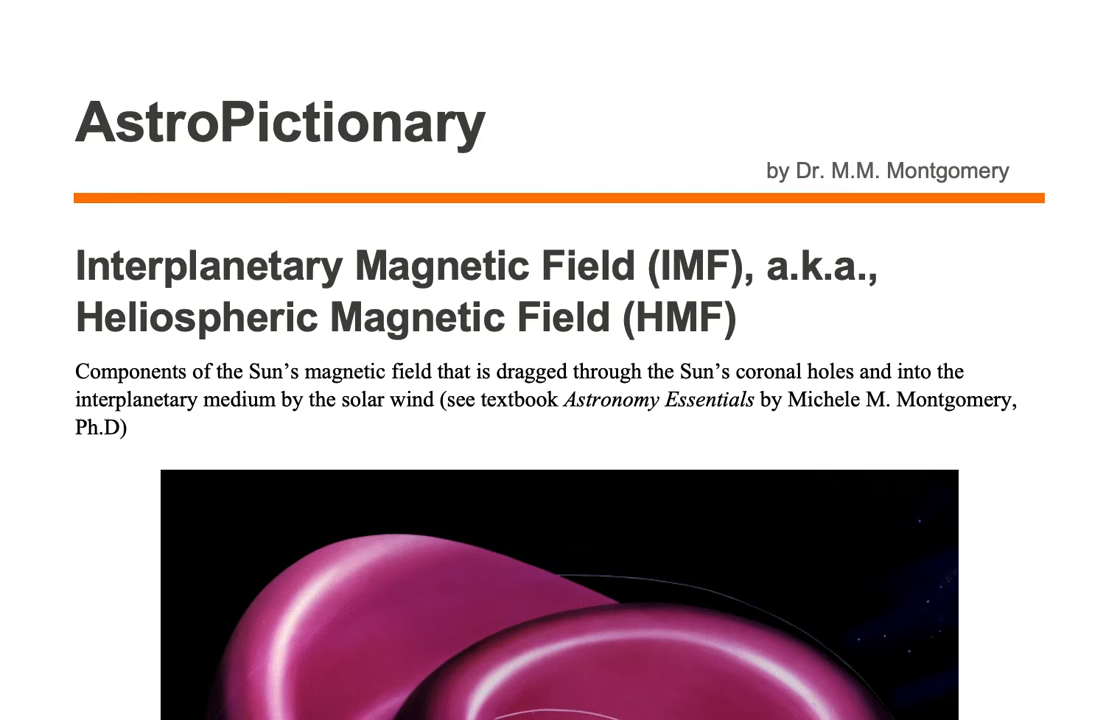 AstroPictionary
by Dr. M.M. Montgomery
Interplanetary Magnetic Field (IMF), a.k.a.,
Heliospheric Magnetic Field (HMF)
Components of the Sun’s magnetic field that is dragged through the Sun’s coronal holes and into the
interplanetary medium by the solar wind (see textbook Astronomy Essentials by Michele M. Montgomery,
Ph.D)